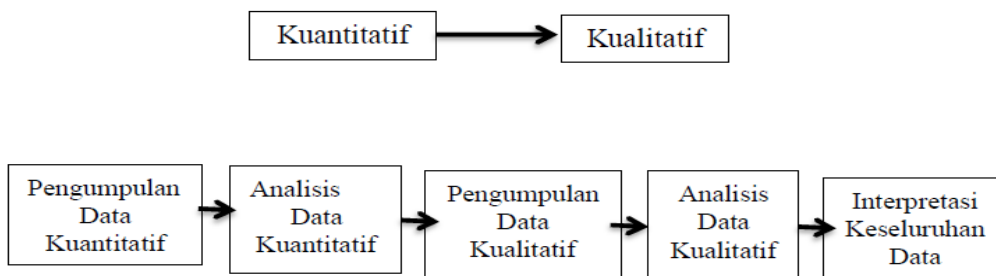 Kuantitatif
Kualitatif
Pengumpulan
Data
Kuantitatif
Analisis
Data
Kuantitatif
Pengumpulan
Data
Kualitatif
Analisis
Data
Kualitatif
Interpretasi
Keseluruhan
Data